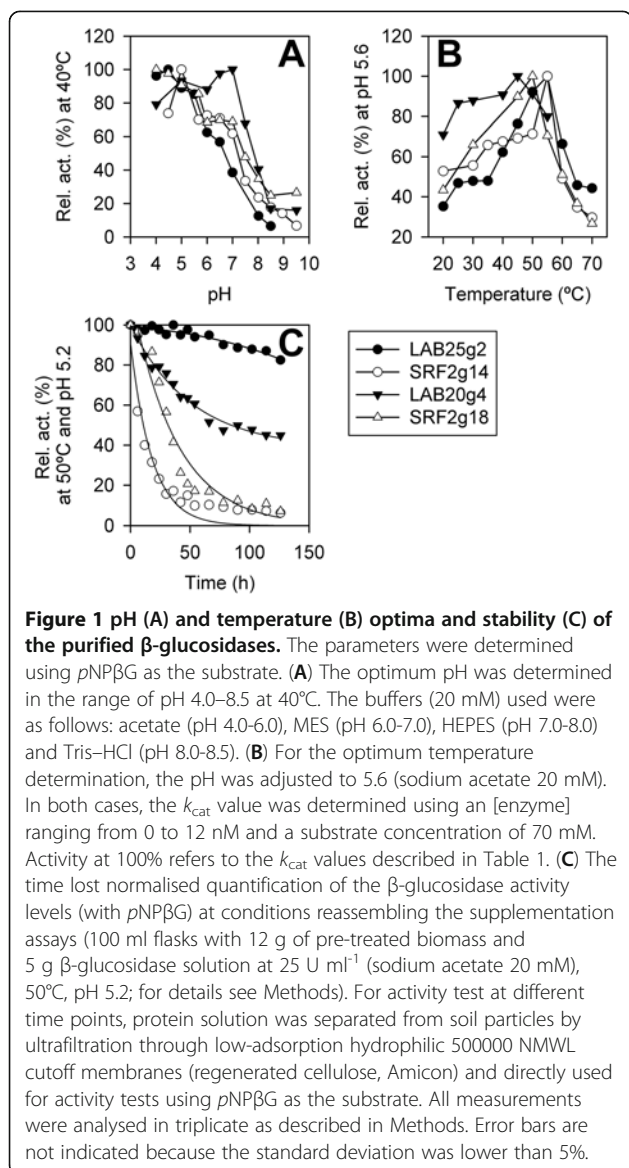 A
Rel. act. (%) at 40ºC
120
100
80
60
40
20
0
3 4 5 6 7 8 9 10
pH
B
Rel. act. (%) at pH 5.6
120
100
80
60
40
20
20 30 40 50 60 70
Temperature (ºC)
C
Rel. act. (%)
at 50ºC and pH 5.2
100
80
60
40
20
0
0 50 100 150
Time (h)
LAB25g2
SRF2g14
LAB20g4
SRF2g18
Figure 1 pH (A) and temperature (B) optima and stability (C) of
the purified β-glucosidases. The parameters were determined
using pNPβG as the substrate. (A) The optimum pH was determined
in the range of pH 4.0–8.5 at 40°C. The buffers (20 mM) used were
as follows: acetate (pH 4.0-6.0), MES (pH 6.0-7.0), HEPES (pH 7.0-8.0)
and Tris–HCl (pH 8.0-8.5). (B) For the optimum temperature
determination, the pH was adjusted to 5.6 (sodium acetate 20 mM).
In both cases, the kcat value was determined using an [enzyme]
ranging from 0 to 12 nM and a substrate concentration of 70 mM.
Activity at 100% refers to the kcat values described in Table 1. (C) The
time lost normalised quantification of the β-glucosidase activity
levels (with pNPβG) at conditions reassembling the supplementation
assays (100 ml flasks with 12 g of pre-treated biomass and
5 g β-glucosidase solution at 25 U ml-1 (sodium acetate 20 mM),
50°C, pH 5.2; for details see Methods). For activity test at different
time points, protein solution was separated from soil particles by
ultrafiltration through low-adsorption hydrophilic 500000 NMWL
cutoff membranes (regenerated cellulose, Amicon) and directly used
for activity tests using pNPβG as the substrate. All measurements
were analysed in triplicate as described in Methods. Error bars are
not indicated because the standard deviation was lower than 5%.